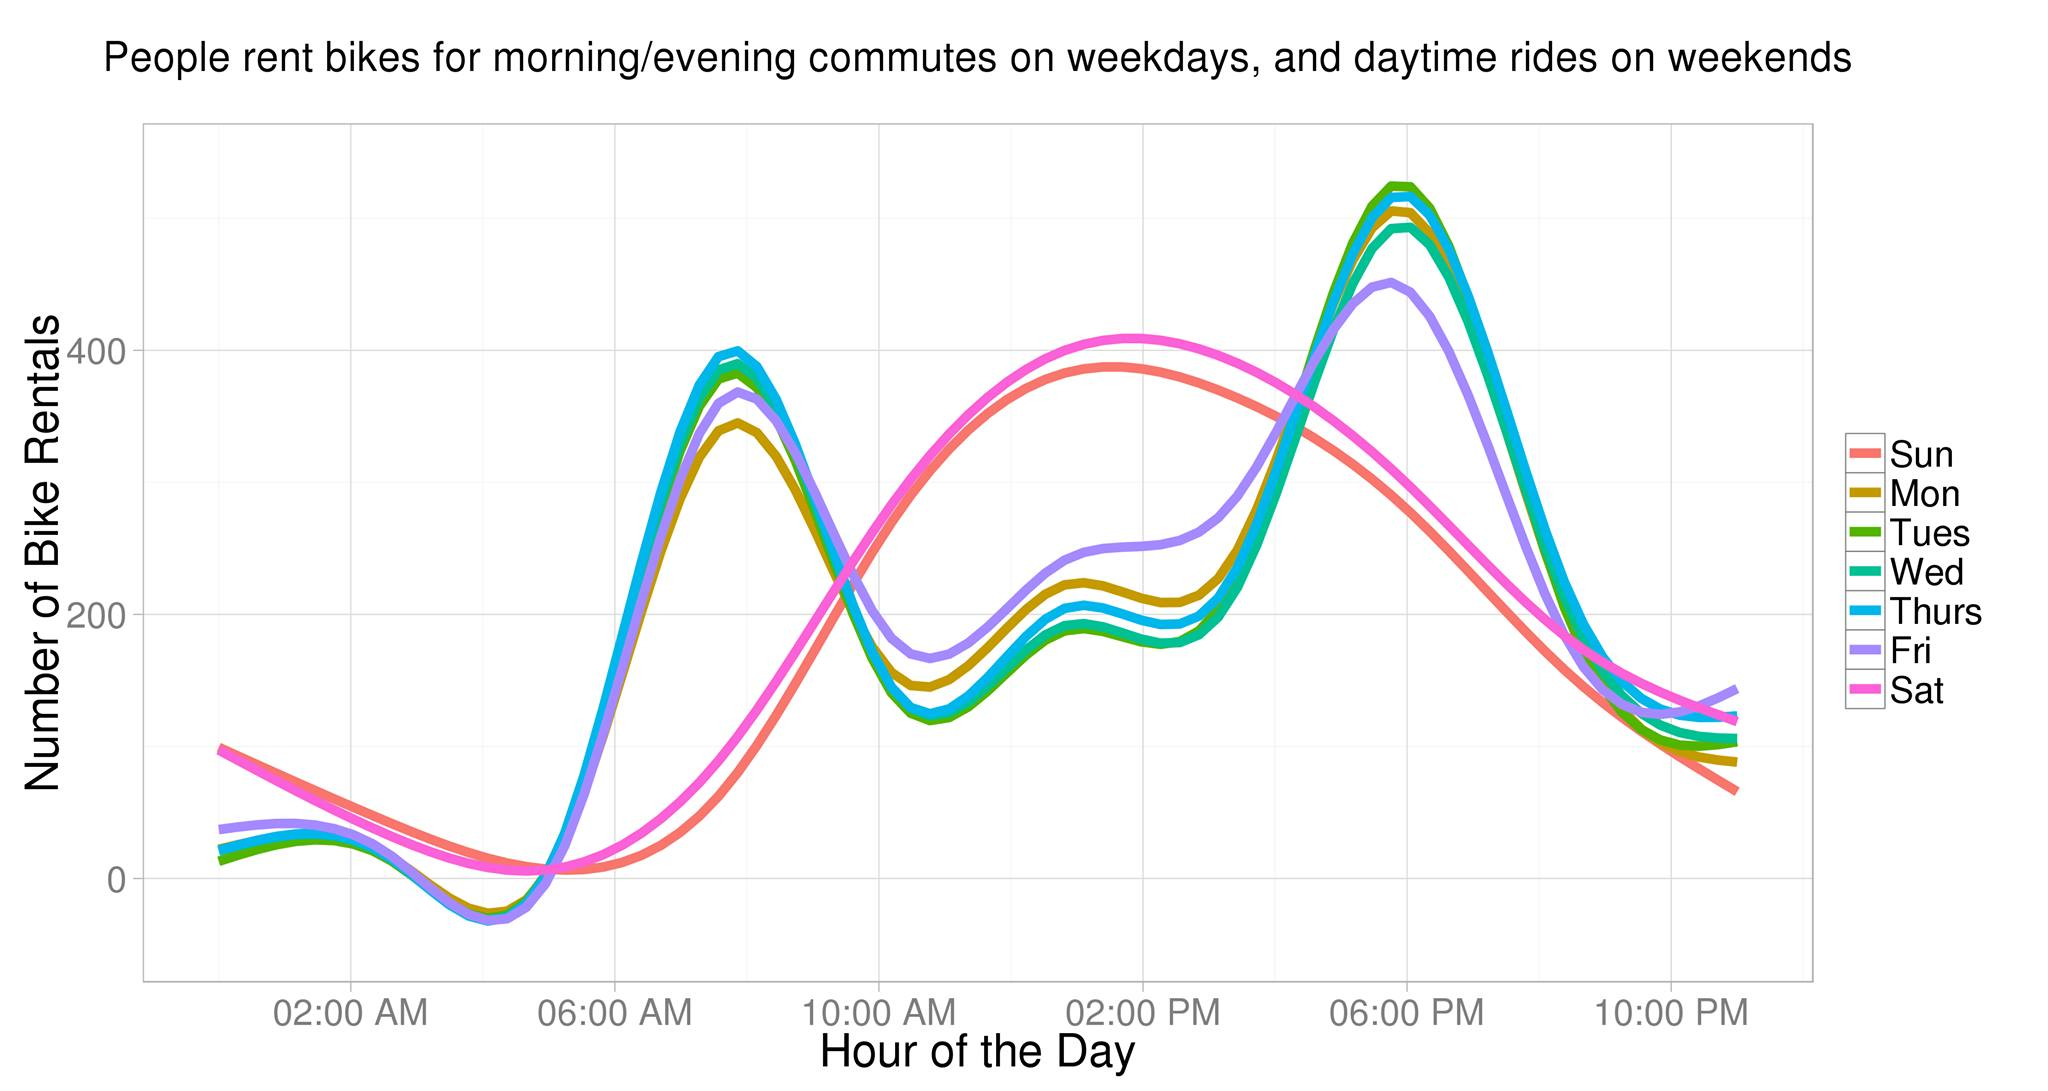 People rent bikes for morning/evening commutes on weekdays, and daytime rides on weekends
Number of Bike Rentals
400
200
0
02:00 AM 06:00 AM 10:00 AM 02:00 PM 06:00 PM 10:00 PM
Hour of the Day
Sun
Mon
Tues
Wed
Thurs
Fri
Sat